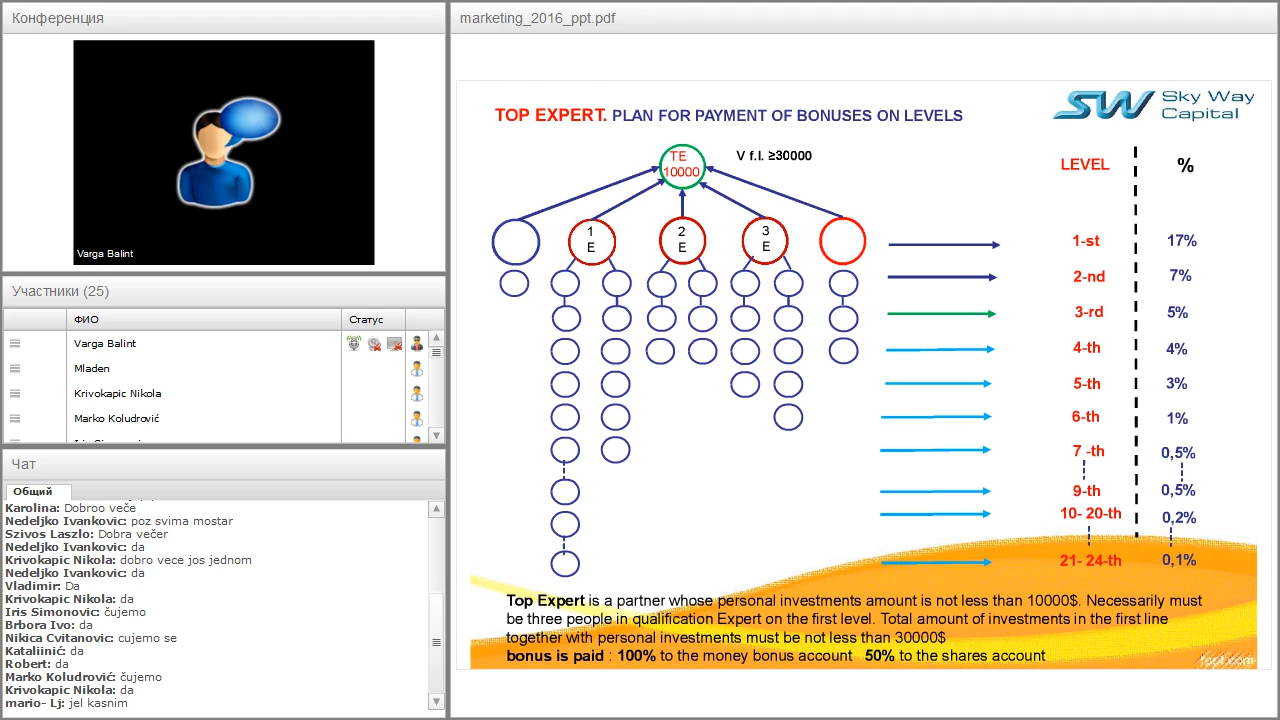 Конференция
Varga Balint
Участники (25)
ФИО
Статус
Varga Balint
Mladen
Krivokapic Nikola
Marko Koludrović
Чат
Общий
Karolina: Dobroo veče
Nedeljko Ivankovic: poz svima mostar
Szivos Laszlo: Dobra večer
Nedeljko Ivankovic: da
Krivokapic Nikola: dobro vece jos jednom
Nedeljko Ivankovic: da
Vladimir: Da
Krivokapic Nikola: da
Iris Simonovic: čujemo
Brbora Ivo: da
Nikica Cvitanovic: cujemo se
Kataliinić: da
Robert: da
Marko Koludrović: čujemo
Krivokapic Nikola: da
mario- Lj: jel kasnim
marketing_2016_ppt.pdf
TOP EXPERT. PLAN FOR PAYMENT OF BONUSES ON LEVELS
SW Sky Way
Capital
TE
10000
V f.l. ≥30000
LEVEL %
1
E
2
E
3
E
1-st 17%
2-nd 7%
3-rd 5%
4-th 4%
5-th 3%
6-th 1%
7 -th 0,5%
9-th 0,5%
10- 20-th 0,2%
21- 24-th 0,1%
Top Expert is a partner whose personal investments amount is not less than 10000$. Necessarily must
be three people in qualification Expert on the first level. Total amount of investments in the first line
together with personal investments must be not less than 30000$
bonus is paid : 100% to the money bonus account 50% to the shares account